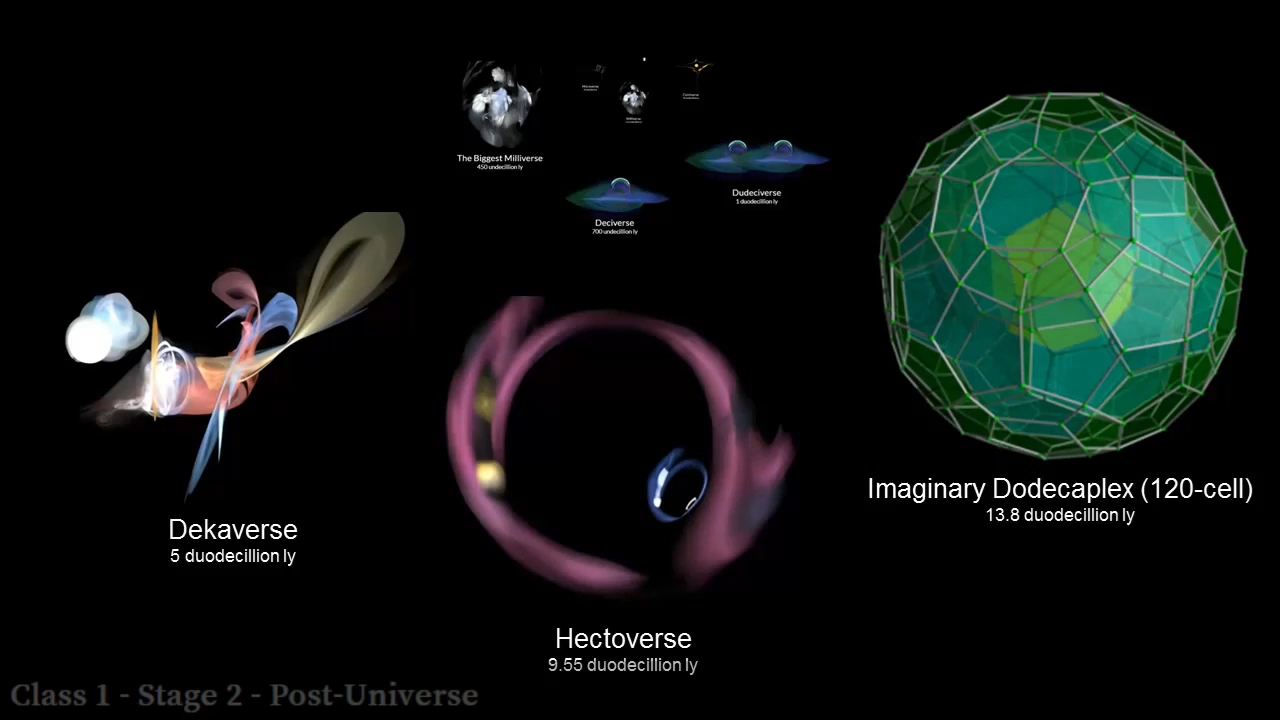 The Biggest Milliverse
450 undecillion ly
Deciverse
700 undecillion ly
Dudeciverse
1 duodecillion ly
Dekaverse
5 duodecillion ly
Hectoverse
9.55 duodecillion ly
Imaginary Dodecaplex (120-cell)
13.8 duodecillion ly
Class 1 - Stage 2 - Post-Universe